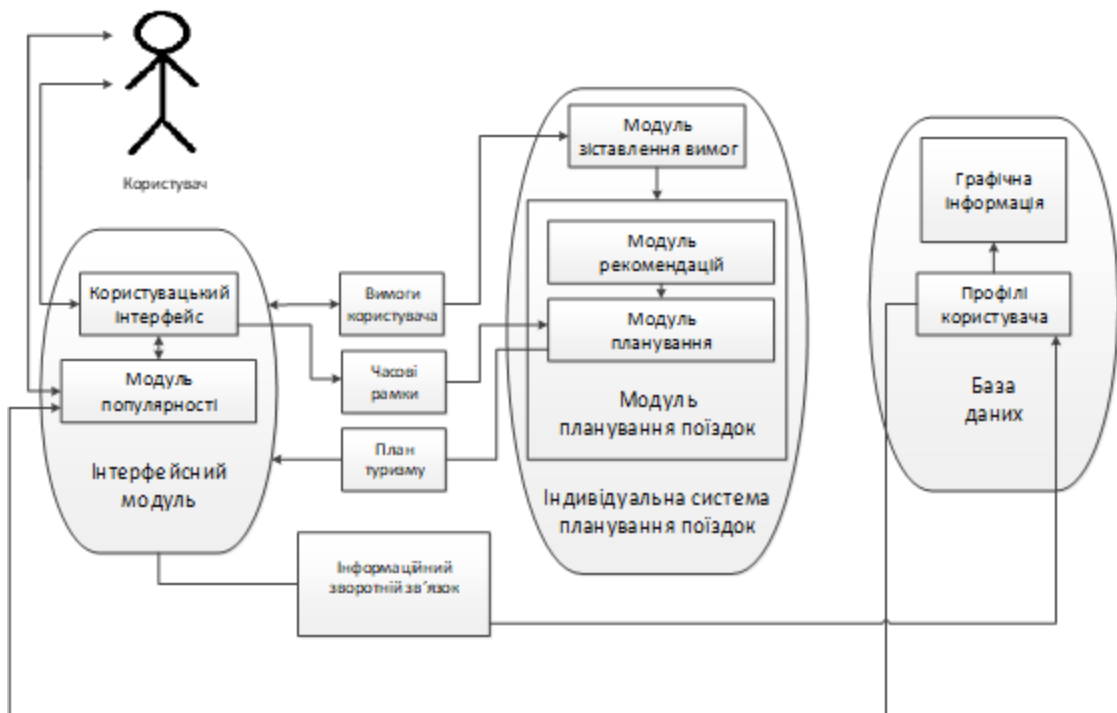 Користувач
Користувацький
інтерфейс
Модуль
популярності
Інтерфейсний
модуль
Вимоги
користувача
Часові
рамки
План
туризму
Інформаційний
зворотній зв´язок
Модуль
зіставлення вимог
Модуль
рекомендацій
Модуль
планування
Модуль
планування поїздок
Індивідуальна система
планування поїздок
Графічна
інформація
Профілі
користувача
База
даних